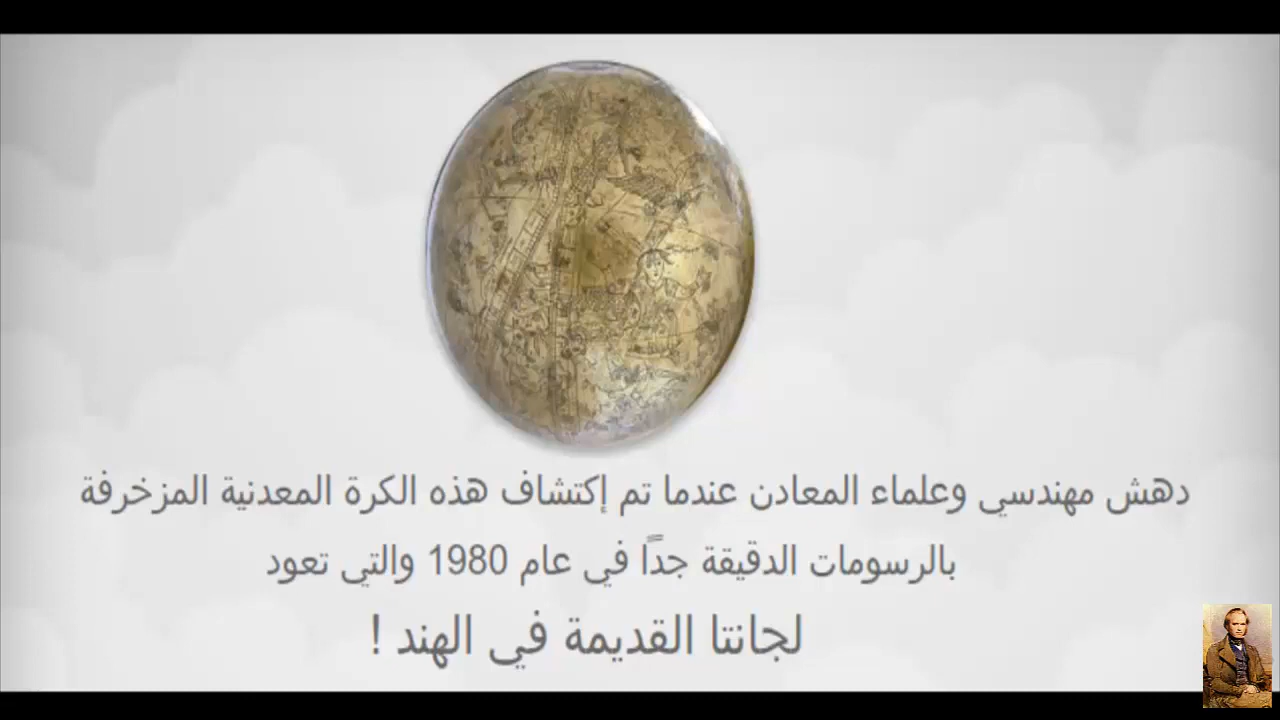 دهش مهندسي وعلماء المعادن عندما تم إكتشاف هذه الكرة المعدنية المزخرفة
بالرسومات الدقيقة جدًا في عام 1980 والتي تعود
لجانتا القديمة في الهند !